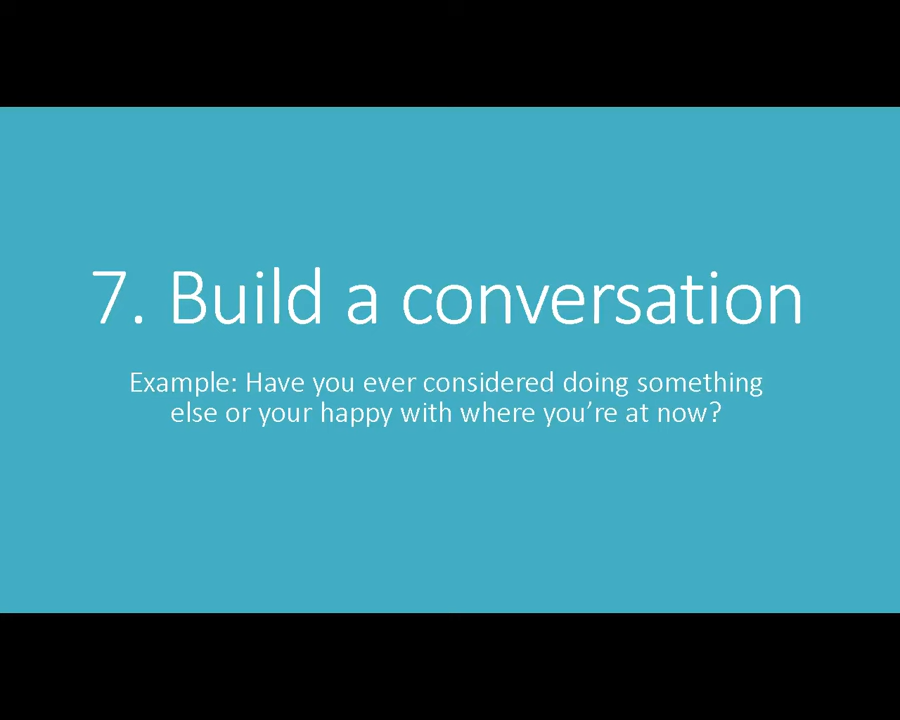 7. Build a conversation
Example: Have you ever considered doing something
else or your happy with where you’re at now?